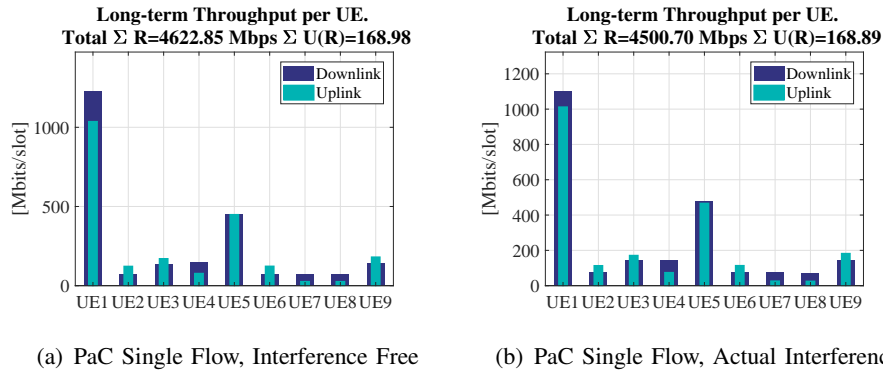 Long-term Throughput per UE.
Total Σ R=4622.85 Mbps Σ U(R)=168.98
Downlink
Uplink
[Mbits/slot]
1000
500
0
UE1 UE2 UE3 UE4 UE5 UE6 UE7 UE8 UE9
(a) PaC Single Flow, Interference Free
Long-term Throughput per UE.
Total Σ R=4500.70 Mbps Σ U(R)=168.89
Downlink
Uplink
[Mbits/slot]
1200
1000
800
600
400
200
0
UE1 UE2 UE3 UE4 UE5 UE6 UE7 UE8 UE9
(b) PaC Single Flow, Actual Interferenc